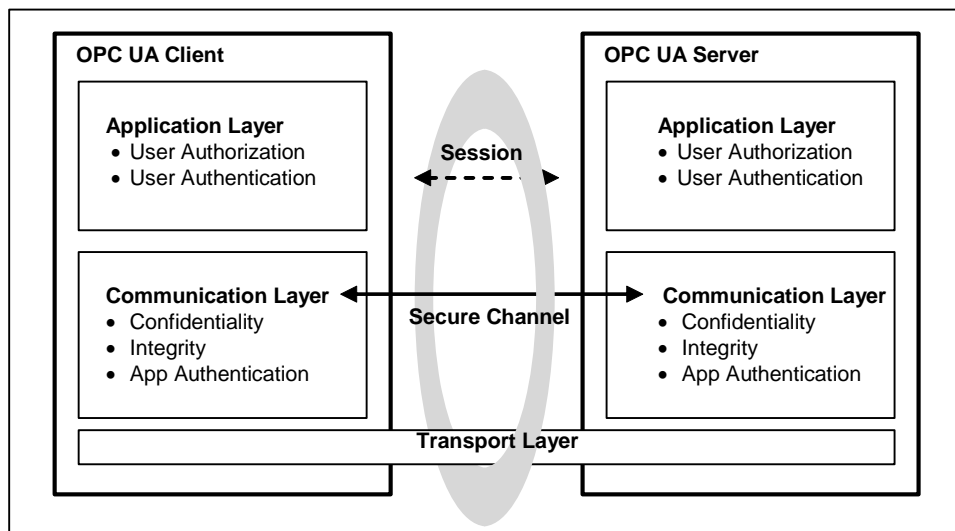 OPC UA Client
Application Layer
• User Authorization
• User Authentication
Communication Layer
• Confidentiality
• Integrity
• App Authentication
Session
Secure Channel
Transport Layer
OPC UA Server
Application Layer
• User Authorization
• User Authentication
Communication Layer
• Confidentiality
• Integrity
• App Authentication